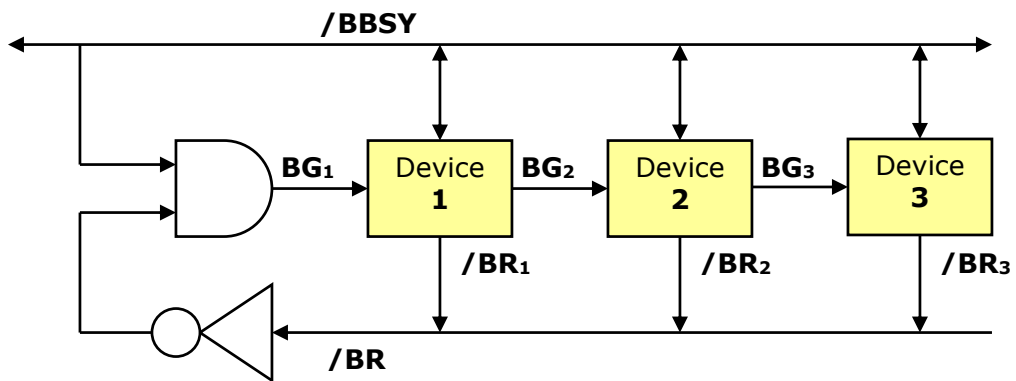 /BBSY
BG₁
Device
1
BG₂
Device
2
BG₃
Device
3
/BR₁
/BR₂
/BR₃
/BR